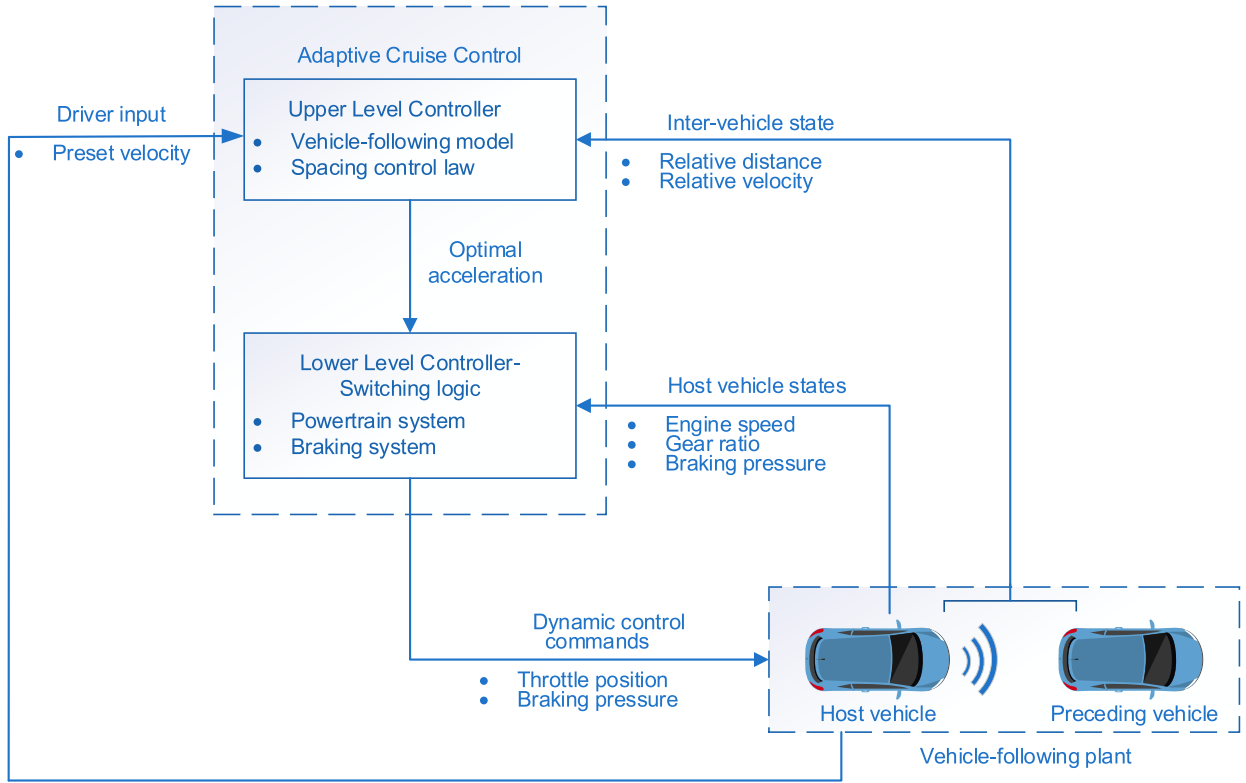 Adaptive Cruise Control
Driver input
• Preset velocity
Upper Level Controller
• Vehicle-following model
• Spacing control law
Inter-vehicle state
• Relative distance
• Relative velocity
Optimal
acceleration
Lower Level Controller-
Switching logic
• Powertrain system
• Braking system
Host vehicle states
• Engine speed
• Gear ratio
• Braking pressure
Dynamic control
commands
• Throttle position
• Braking pressure
Host vehicle
Preceding vehicle
Vehicle-following plant